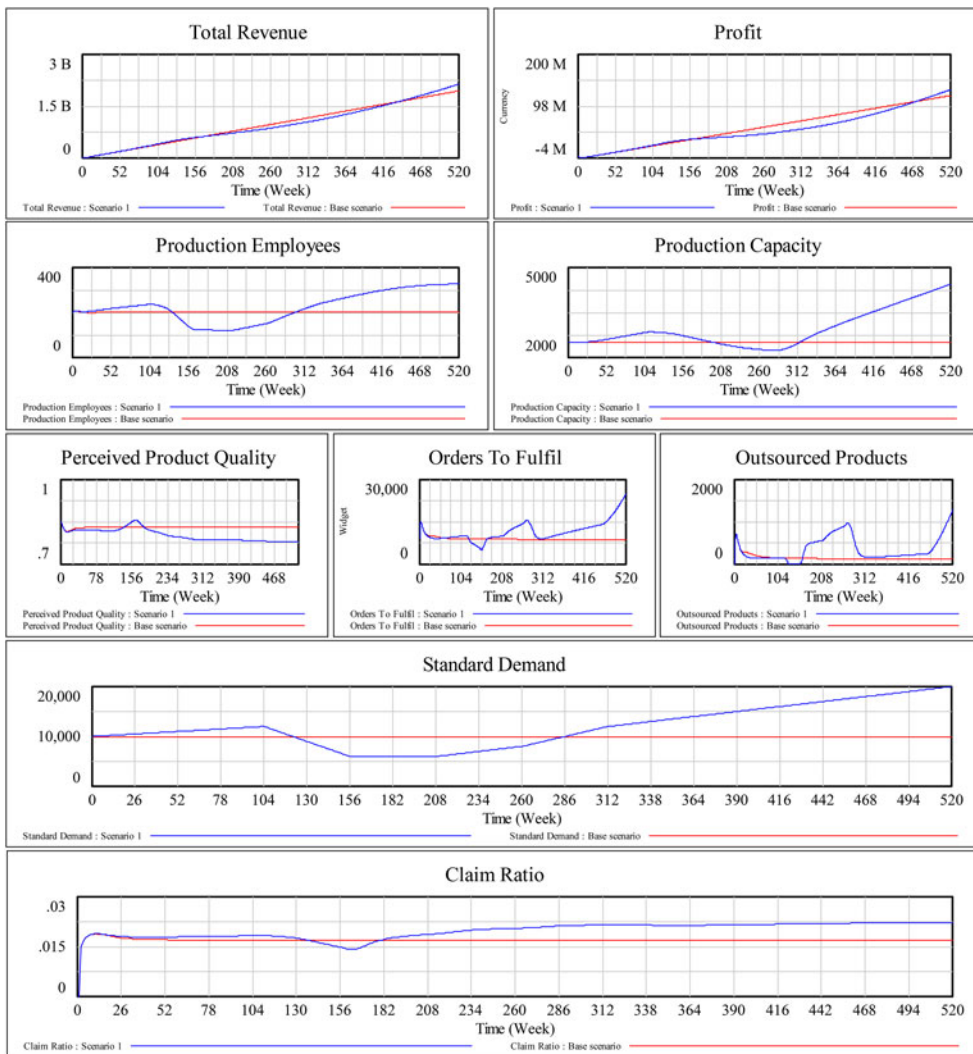 Total Revenue
3 B
1.5 B
0
0 52 104 156 208 260 312 364 416 468 520
Time (Week)
Total Revenue : Scenario 1 Total Revenue : Base scenario
Profit
Currency
200 M
98 M
-4 M
0 52 104 156 208 260 312 364 416 468 520
Time (Week)
Profit : Scenario 1 Profit : Base scenario
Production Employees
400
0
0 52 104 156 208 260 312 364 416 468 520
Time (Week)
Production Employees : Scenario 1
Production Employees : Base scenario
Production Capacity
5000
2000
0 52 104 156 208 260 312 364 416 468 520
Time (Week)
Production Capacity : Scenario 1
Production Capacity : Base scenario
Perceived Product Quality
1
.7
0 78 156 234 312 390 468
Time (Week)
Perceived Product Quality : Scenario 1
Perceived Product Quality : Base scenario
Orders To Fulfil
Widget
30,000
0
0 104 208 312 416 520
Time (Week)
Orders To Fulfil : Scenario 1
Orders To Fulfil : Base scenario
Outsourced Products
2000
0
0 104 208 312 416 520
Time (Week)
Outsourced Products : Scenario 1
Outsourced Products : Base scenario
Standard Demand
20,000
10,000
0
0 26 52 78 104 130 156 182 208 234 260 286 312 338 364 390 416 442 468 494 520
Time (Week)
Standard Demand : Scenario 1 Standard Demand : Base scenario
Claim Ratio
.03
.015
0
0 26 52 78 104 130 156 182 208 234 260 286 312 338 364 390 416 442 468 494 520
Time (Week)
Claim Ratio : Scenario 1 Claim Ratio : Base scenario